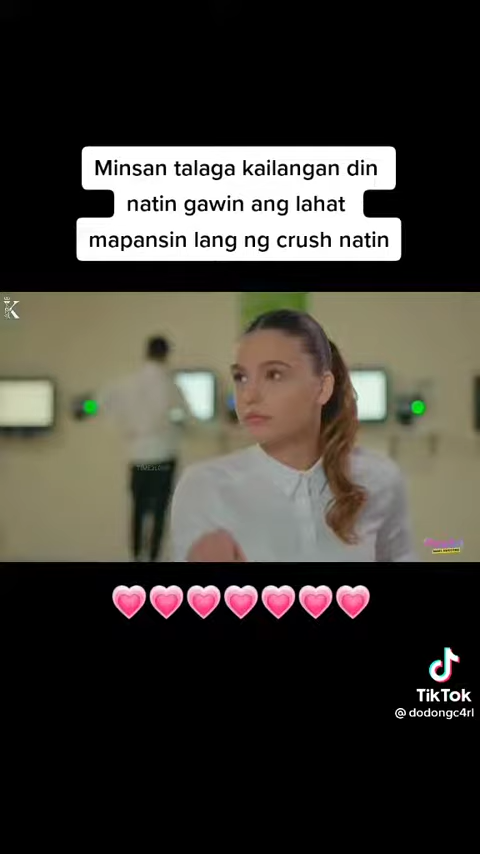 Minsan talaga kailangan din
natin gawin ang lahat
mapansin lang ng crush natin
K
TikTok
@dodongc4rl